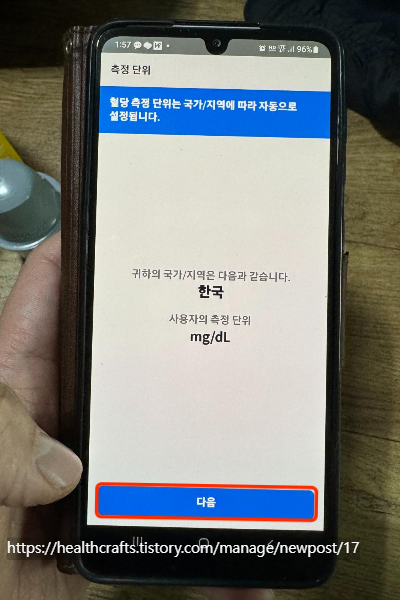 1:57
96%
측정 단위
혈당 측정 단위는 국가/지역에 따라 자동으로
설정됩니다.
귀하의 국가/지역은 다음과 같습니다.
한국
사용자의 측정 단위
mg/dL
다음
https://healthcrafts.tistory.com/manage/newpost/17